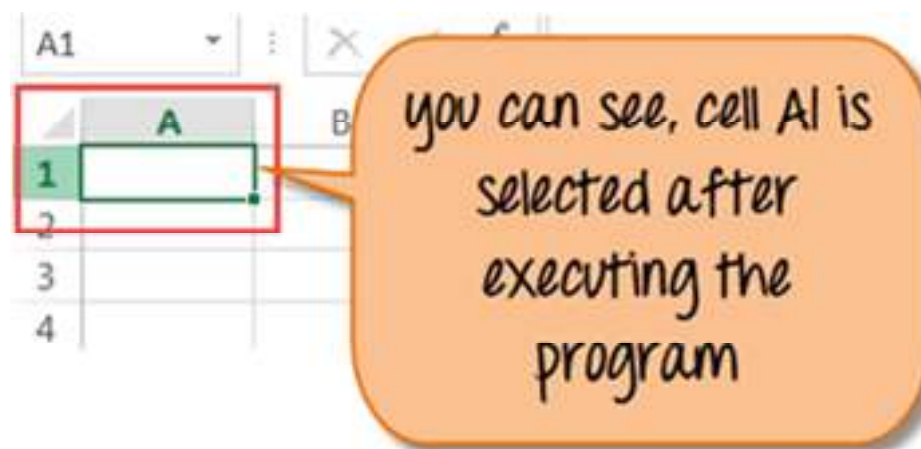 A1
A
B
1
2
3
4
you can see, cell A1 is
selected after
executing the
program